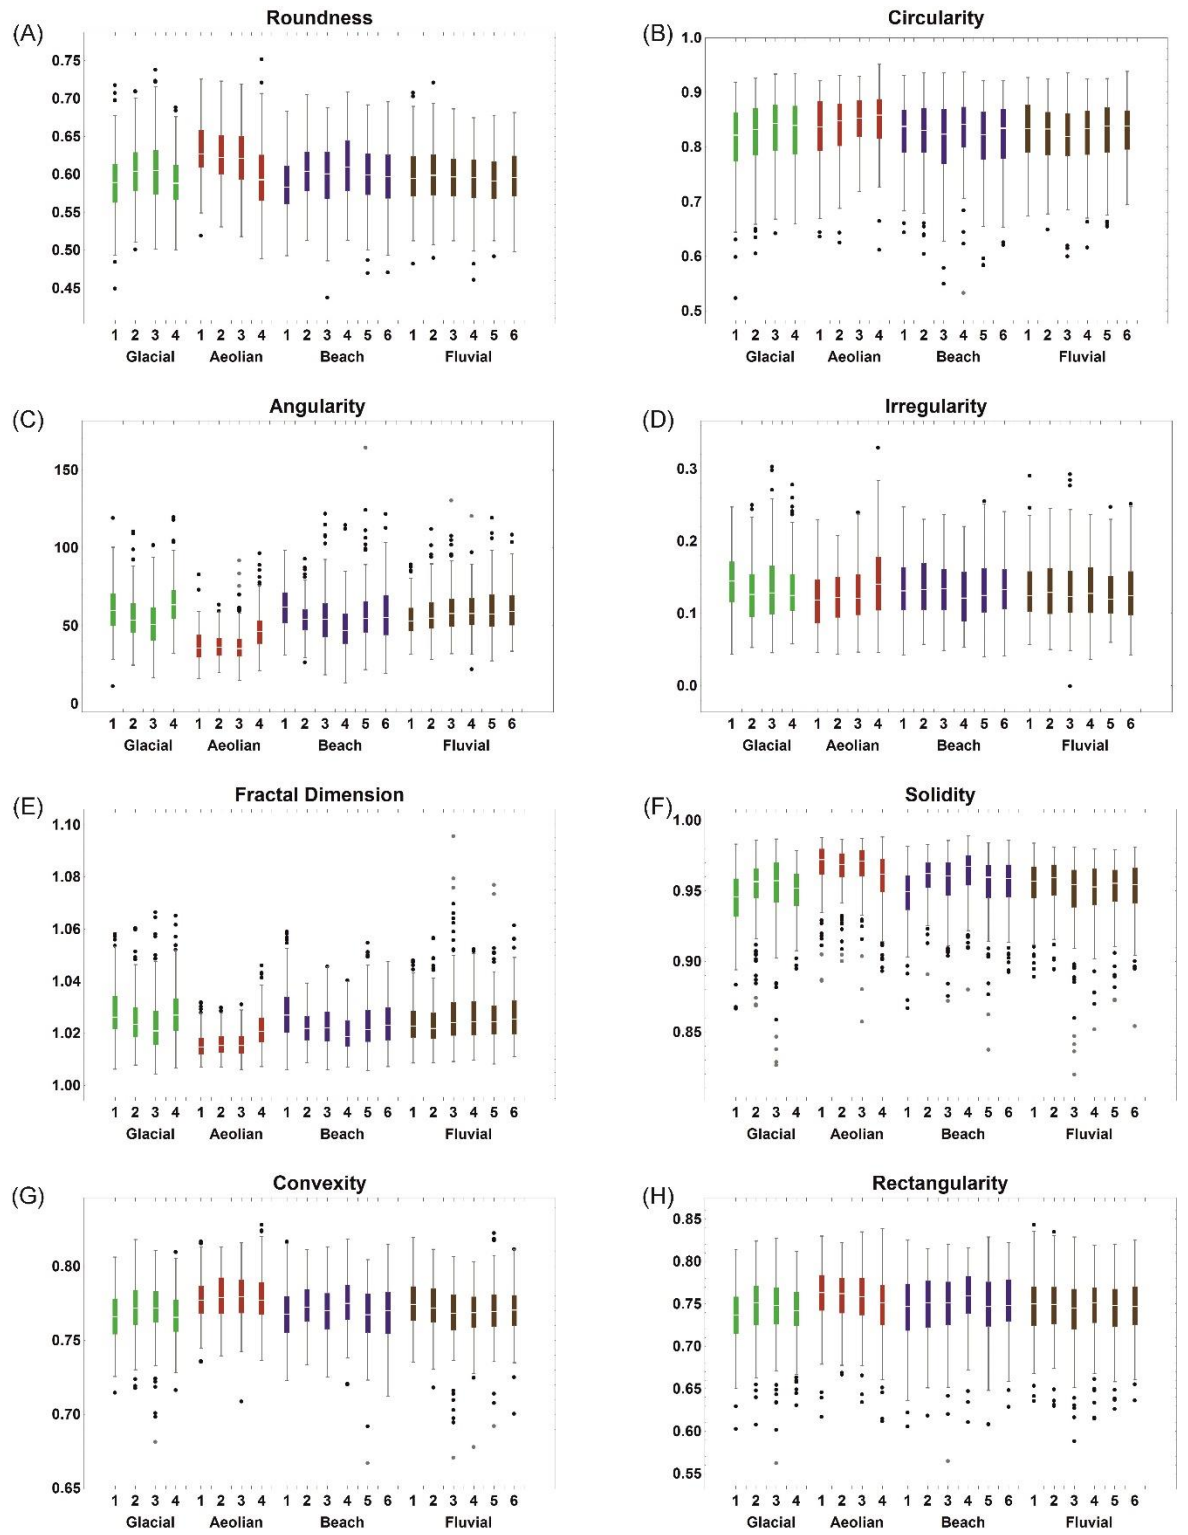 (A) Roundness
0.75
0.70
0.65
0.60
0.55
0.50
0.45
1 2 3 4 1 2 3 4 1 2 3 4 5 6 1 2 3 4 5 6
Glacial Aeolian Beach Fluvial
(B) Circularity
1.0
0.9
0.8
0.7
0.6
0.5
1 2 3 4 1 2 3 4 1 2 3 4 5 6 1 2 3 4 5 6
Glacial Aeolian Beach Fluvial
(C) Angularity
150
100
50
0
1 2 3 4 1 2 3 4 1 2 3 4 5 6 1 2 3 4 5 6
Glacial Aeolian Beach Fluvial
(D) Irregularity
0.3
0.2
0.1
0.0
1 2 3 4 1 2 3 4 1 2 3 4 5 6 1 2 3 4 5 6
Glacial Aeolian Beach Fluvial
(E) Fractal Dimension
1.10
1.08
1.06
1.04
1.02
1.00
1 2 3 4 1 2 3 4 1 2 3 4 5 6 1 2 3 4 5 6
Glacial Aeolian Beach Fluvial
(F) Solidity
1.00
0.95
0.90
0.85
1 2 3 4 1 2 3 4 1 2 3 4 5 6 1 2 3 4 5 6
Glacial Aeolian Beach Fluvial
(G) Convexity
0.80
0.75
0.70
0.65
1 2 3 4 1 2 3 4 1 2 3 4 5 6 1 2 3 4 5 6
Glacial Aeolian Beach Fluvial
(H) Rectangularity
0.85
0.80
0.75
0.70
0.65
0.60
0.55
1 2 3 4 1 2 3 4 1 2 3 4 5 6 1 2 3 4 5 6
Glacial Aeolian Beach Fluvial